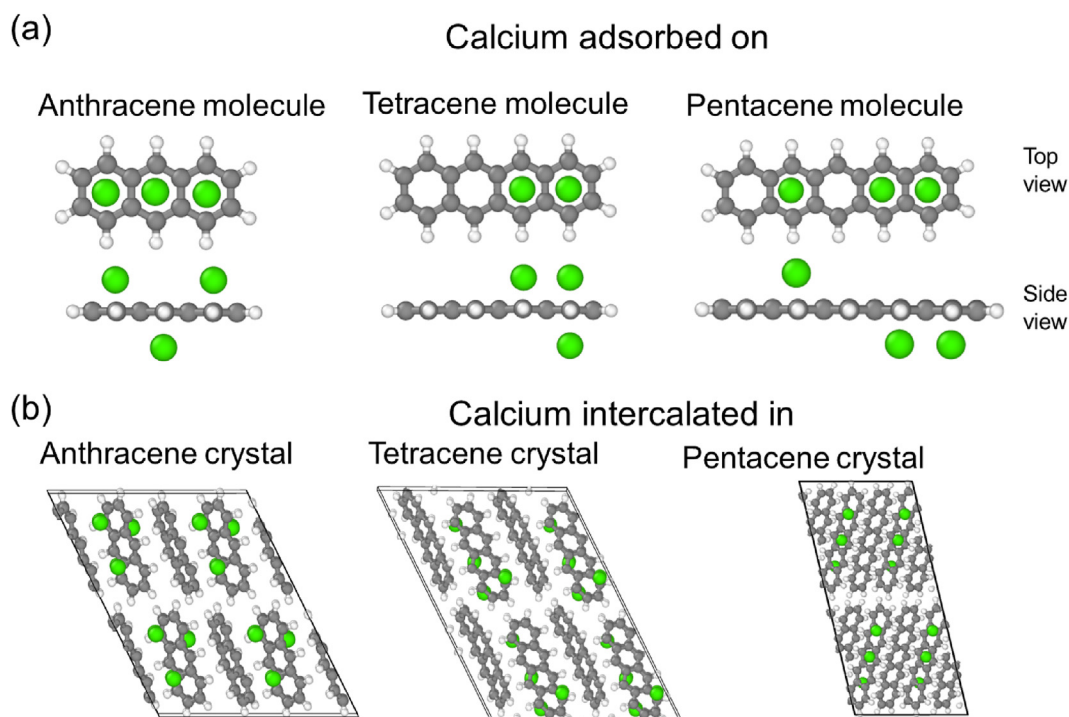 (a)
Calcium adsorbed on
Anthracene molecule
Tetracene molecule
Pentacene molecule
Top
view
Side
view
(b)
Calcium intercalated in
Anthracene crystal
Tetracene crystal
Pentacene crystal